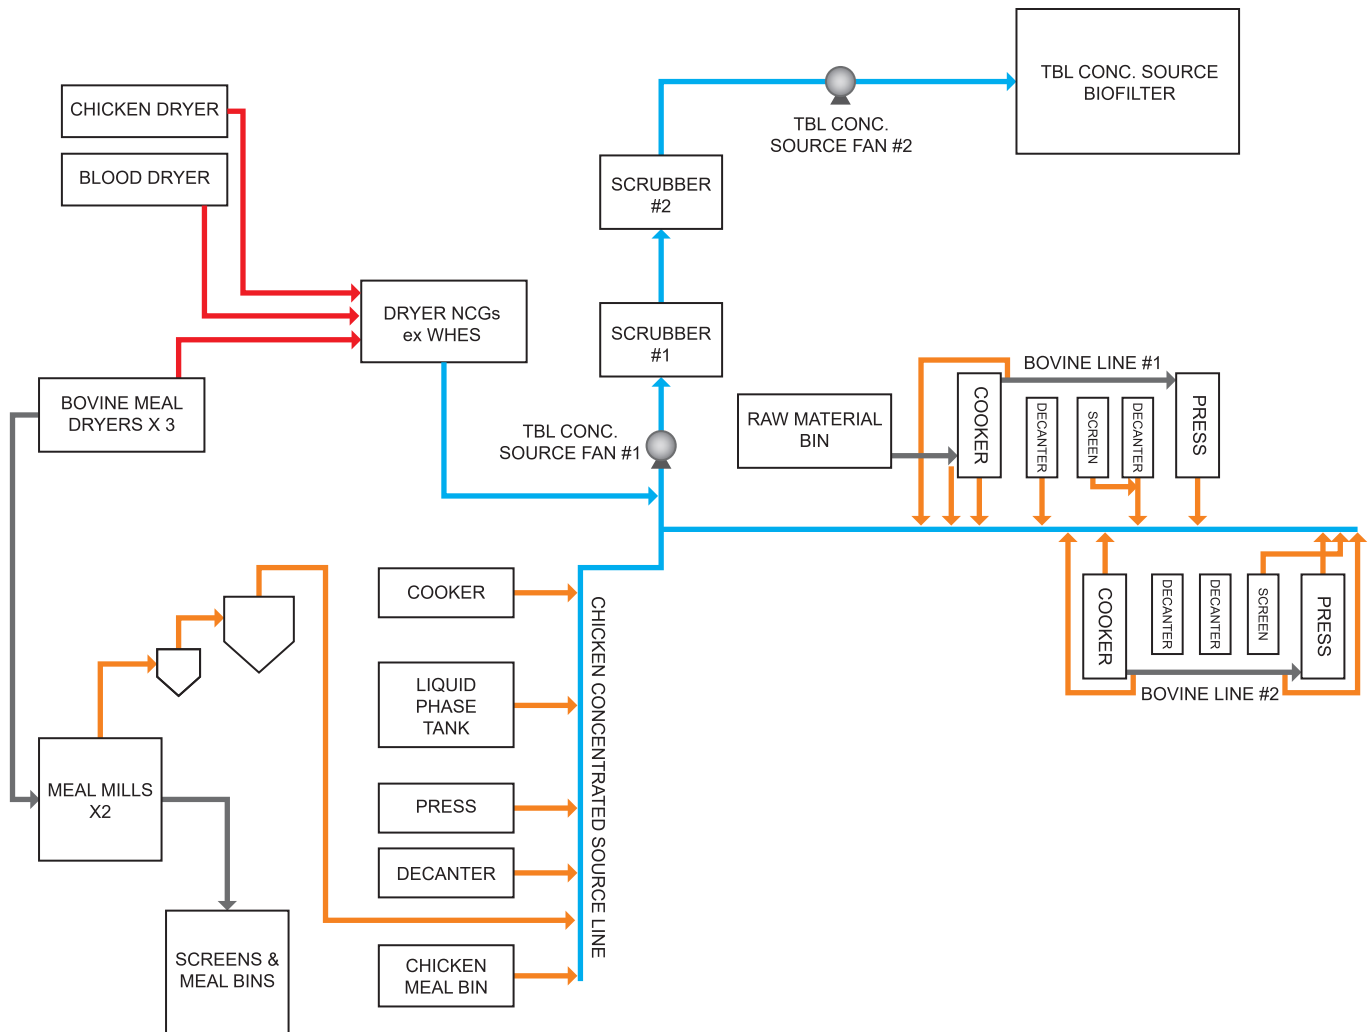 TBL CONC. SOURCE
BIOFILTER
CHICKEN DRYER
TBL CONC.
SOURCE FAN #2
BLOOD DRYER
SCRUBBER
#2
DRYER NCGs
ex WHES
SCRUBBER
#1
BOVINE LINE #1
BOVINE MEAL
DRYERS X 3
TBL CONC.
SOURCE FAN #1
RAW MATERIAL
BIN
COOKER
DECANTER
SCREEN
DECANTER
PRESS
COOKER
DECANTER
DECANTER
SCREEN
PRESS
BOVINE LINE #2
COOKER
LIQUID
PHASE
TANK
PRESS
DECANTER
CHICKEN
MEAL BIN
CHICKEN CONCENTRATED SOURCE LINE
MEAL MILLS
X2
SCREENS &
MEAL BINS